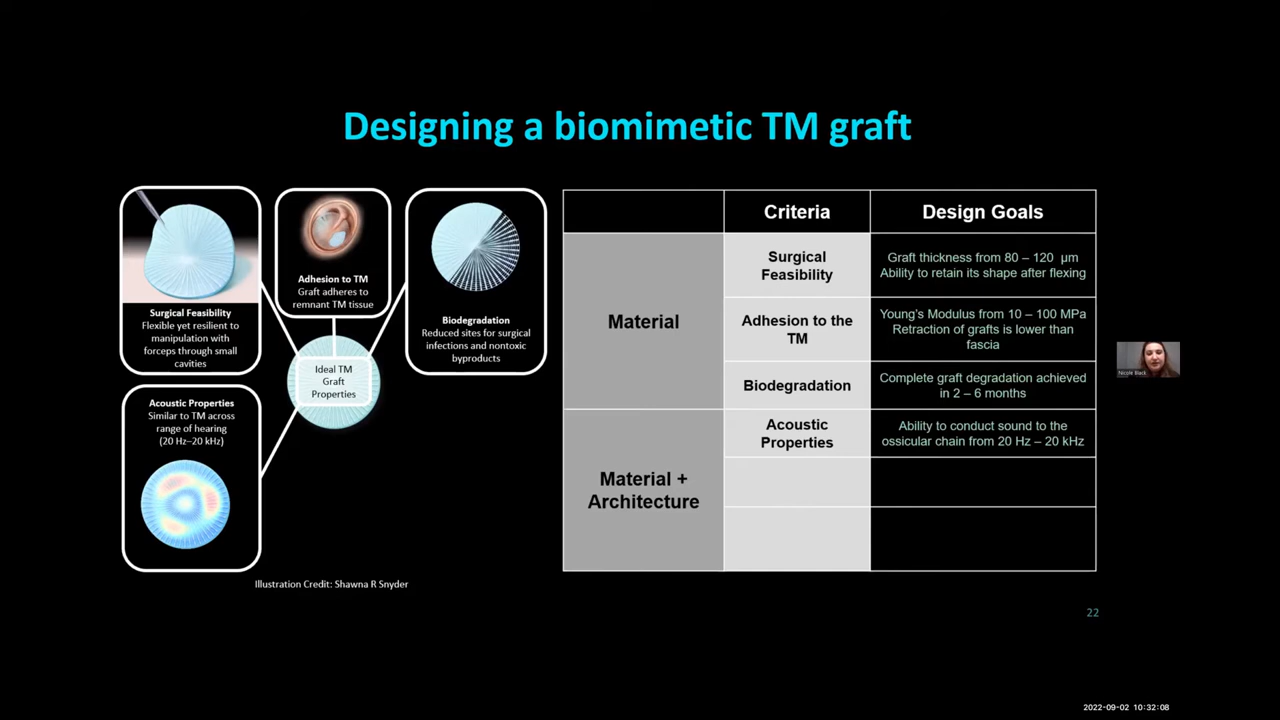 Designing a biomimetic TM graft
Surgical Feasibility
Flexible yet resilient to
manipulation with
forceps through small
cavities
Adhesion to TM
Graft adheres to
remnant TM tissue
Biodegradation
Reduced sites for surgical
infections and nontoxic
byproducts
Ideal TM
Graft
Properties
Acoustic Properties
Similar to TM across
range of hearing
(20 Hz–20 kHz)
Illustration Credit: Shawna R Snyder
Criteria
Design Goals
Material
Surgical
Feasibility
Graft thickness from 80 – 120 µm
Ability to retain its shape after flexing
Adhesion to the
TM
Young's Modulus from 10 – 100 MPa
Retraction of grafts is lower than
fascia
Biodegradation
Complete graft degradation achieved
in 2 – 6 months
Material +
Architecture
Acoustic
Properties
Ability to conduct sound to the
ossicular chain from 20 Hz – 20 kHz
Nicole Black
22
2022-09-02 10:32:08